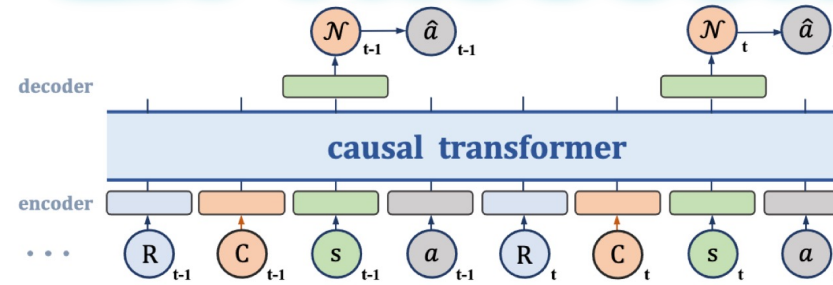 𝒩 t-1 â t-1 𝒩 t â
decoder
causal transformer
encoder
... R t-1 C t-1 s t-1 a t-1 R t C t s t a